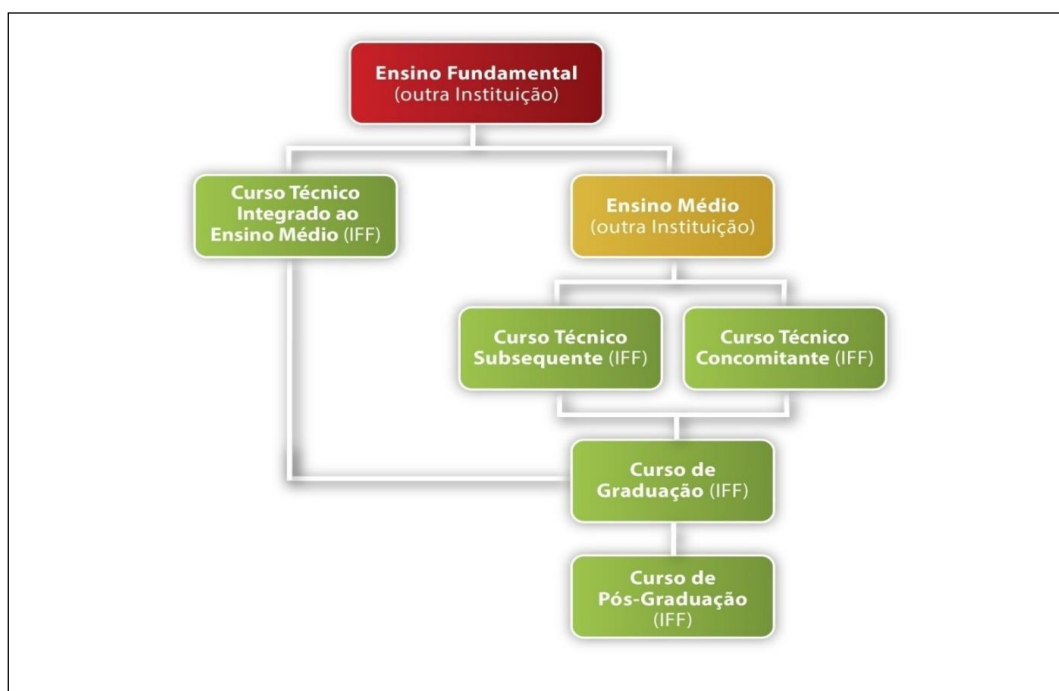 Ensino Fundamental
(outra Instituição)
Curso Técnico
Integrado ao
Ensino Médio (IFF)
Ensino Médio
(outra Instituição)
Curso Técnico
Subsequente (IFF)
Curso Técnico
Concomitante (IFF)
Curso de
Graduação (IFF)
Curso de
Pós-Graduação
(IFF)